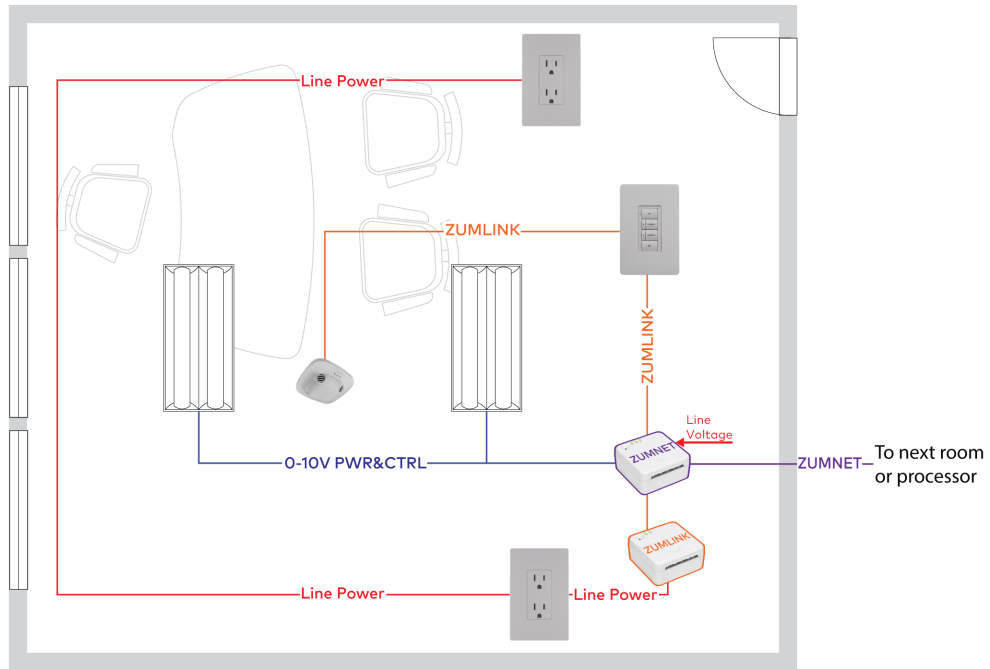 Line Power
ZUMLINK
ZUMLINK
Line
Voltage
ZUMNET
0-10V PWR&CTRL
ZUMNET
To next room
or processor
ZUMLINK
Line Power
Line Power